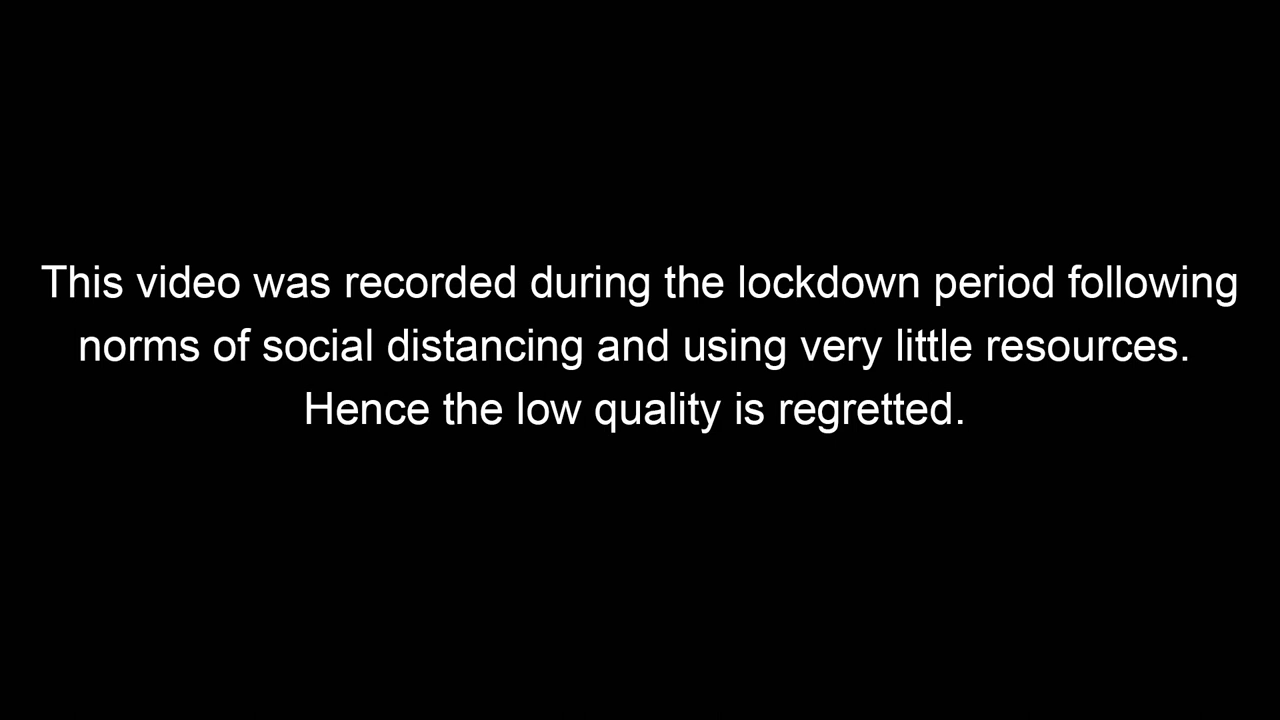 This video was recorded during the lockdown period following
norms of social distancing and using very little resources.
Hence the low quality is regretted.